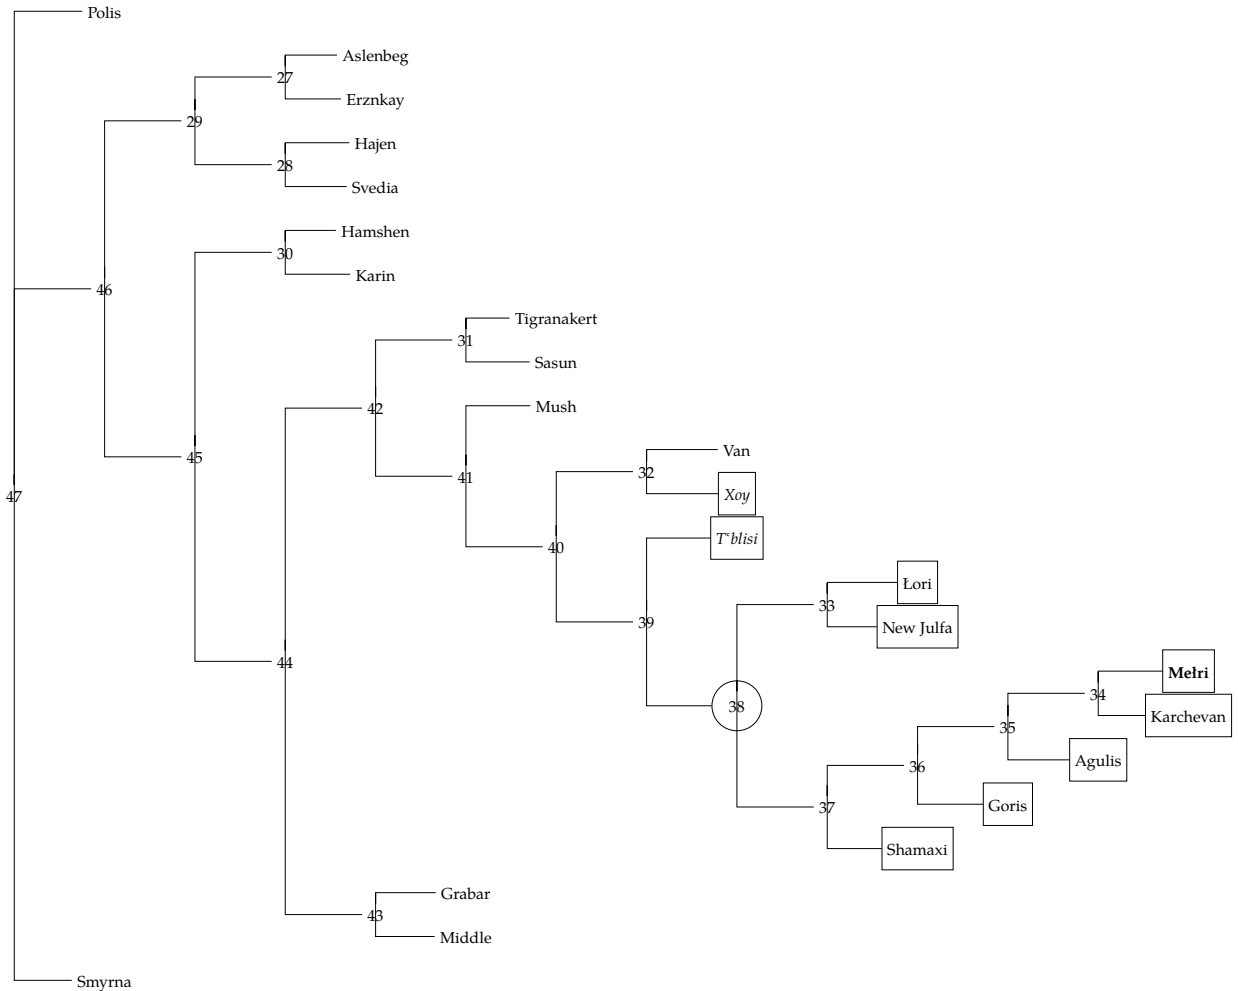 Polis
Aslenbeg
27
Erznkay
29
Hajen
28
Svedia
Hamshen
30
Karin
46
Tigranakert
31
Sasun
Mush
42
Van
45
41
32
Xoy
47
Tʿblisi
40
Łori
33
39
New Julfa
44
Mełri
34
38
Karchevan
35
Agulis
36
Goris
37
Shamaxi
Grabar
43
Middle
Smyrna